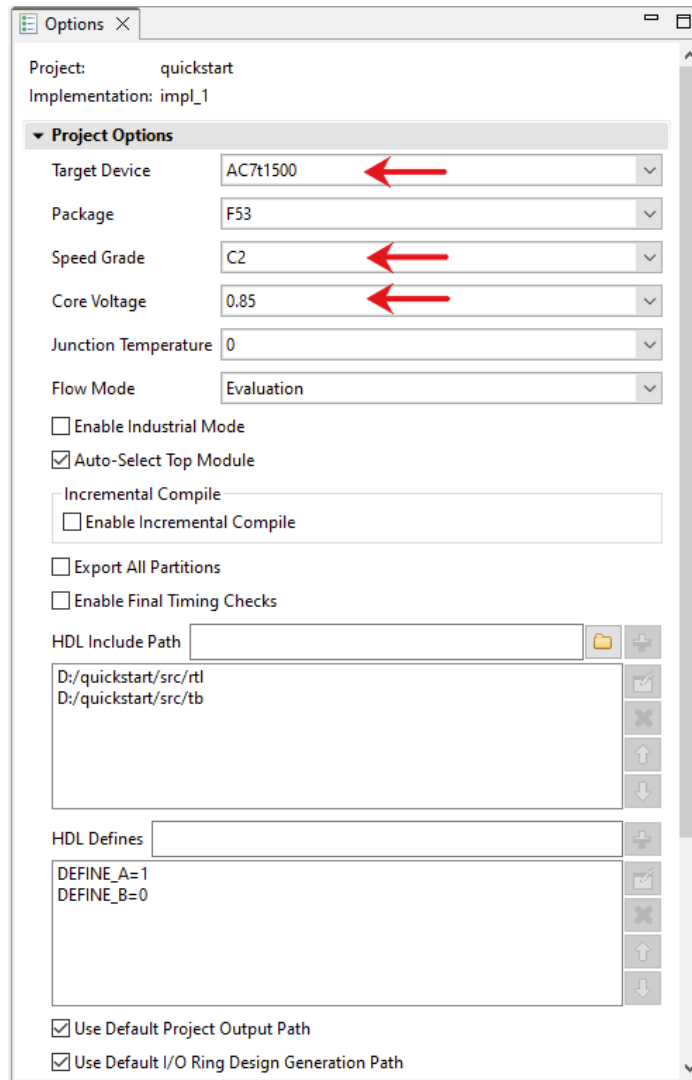 Options
Project: quickstart
Implementation: impl_1
Project Options
Target Device AC7t1500
Package F53
Speed Grade C2
Core Voltage 0.85
Junction Temperature 0
Flow Mode Evaluation
Enable Industrial Mode
Auto-Select Top Module
Incremental Compile
Enable Incremental Compile
Export All Partitions
Enable Final Timing Checks
HDL Include Path
D:/quickstart/src/rtl
D:/quickstart/src/tb
HDL Defines
DEFINE_A=1
DEFINE_B=0
Use Default Project Output Path
Use Default I/O Ring Design Generation Path